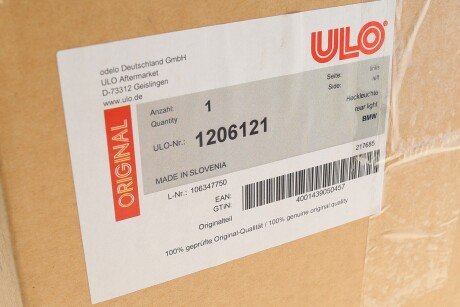 odelo Deutschland GmbH
ULO Aftermarket
D-73312 Geislingen
www.ulo.de
ULO®
ORIGINAL
Anzahl: 1
Quantity
Seite: links
Side: left
Hackleuchte
rear light
BMW
ULO-Nr.: 1206121
MADE IN SLOVENIA
217685
L-Nr.: 106347750
EAN:
GTIN:
4001439050457
Originalteil
100% geprüfte Original-Qualität / 100% genuine original quality